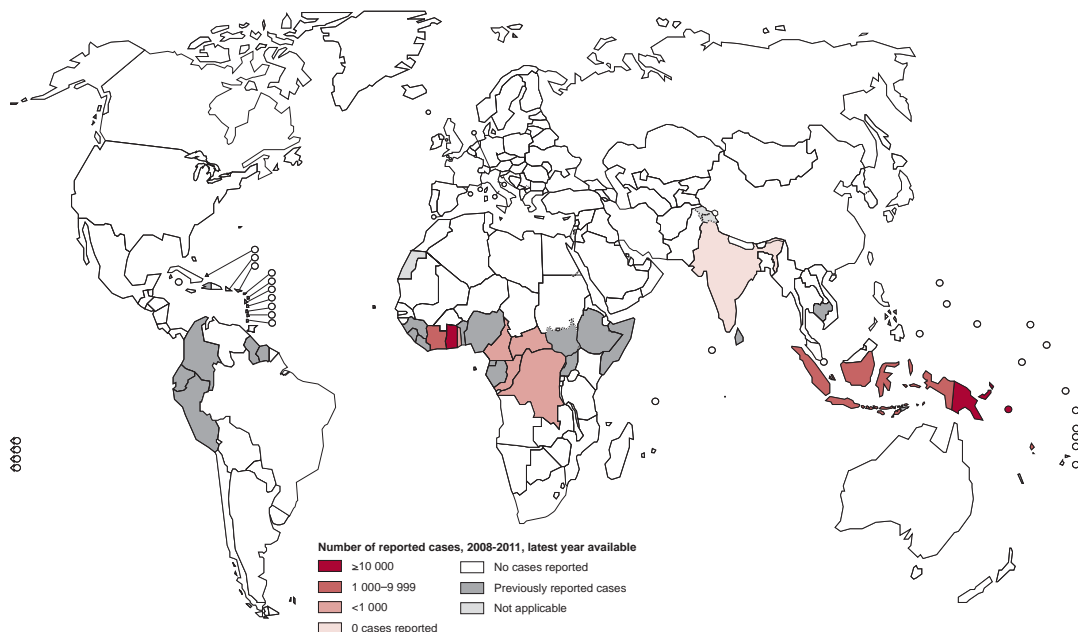 Number of reported cases, 2008-2011, latest year available
≥10 000
1 000–9 999
<1 000
0 cases reported
No cases reported
Previously reported cases
Not applicable